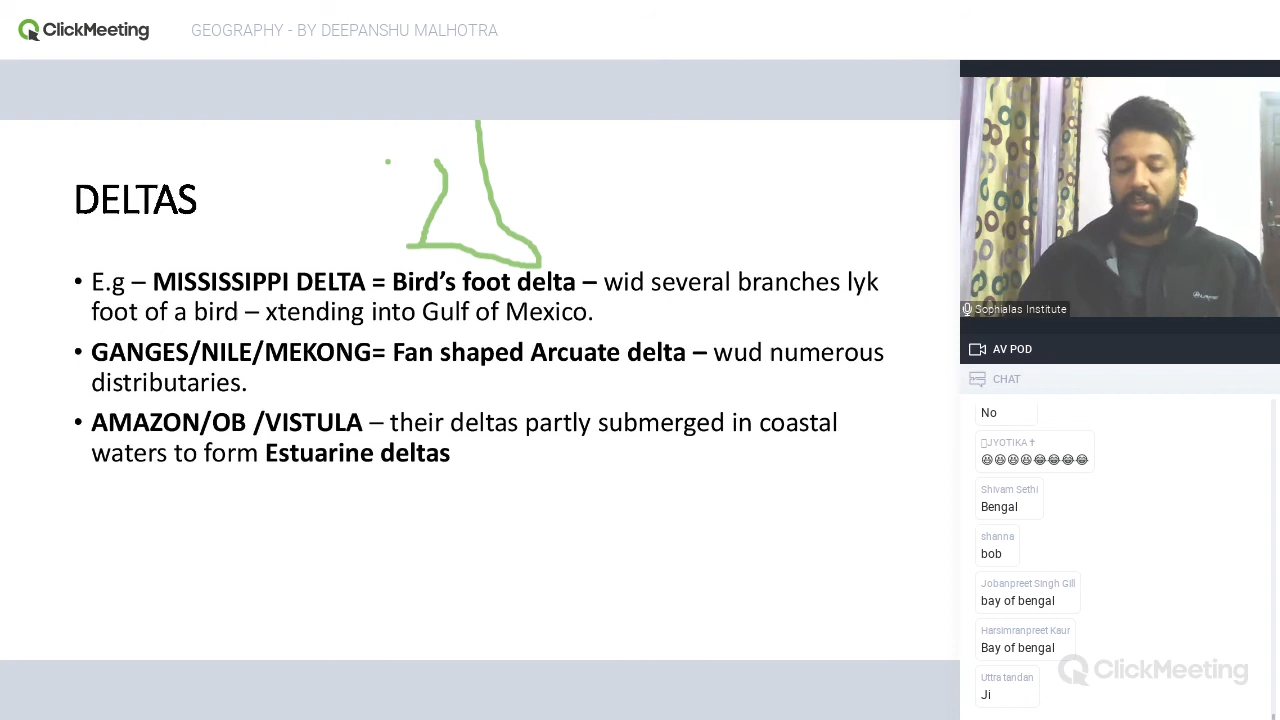 ClickMeeting
GEOGRAPHY - BY DEEPANSHU MALHOTRA
DELTAS
• E.g – MISSISSIPPI DELTA = Bird's foot delta – wid several branches lyk
foot of a bird – xtending into Gulf of Mexico.
• GANGES/NILE/MEKONG= Fan shaped Arcuate delta – wud numerous
distributaries.
• AMAZON/OB /VISTULA – their deltas partly submerged in coastal
waters to form Estuarine deltas
Sophialas Institute
AV POD
CHAT
No
JYOTIKA✝
😆😆😆😆😂😂😂😂
Shivam Sethi
Bengal
shanna
bob
Jobanpreet Singh Gill
bay of bengal
Harsimranpreet Kaur
Bay of bengal
Uttra tandan
Ji
ClickMeeting